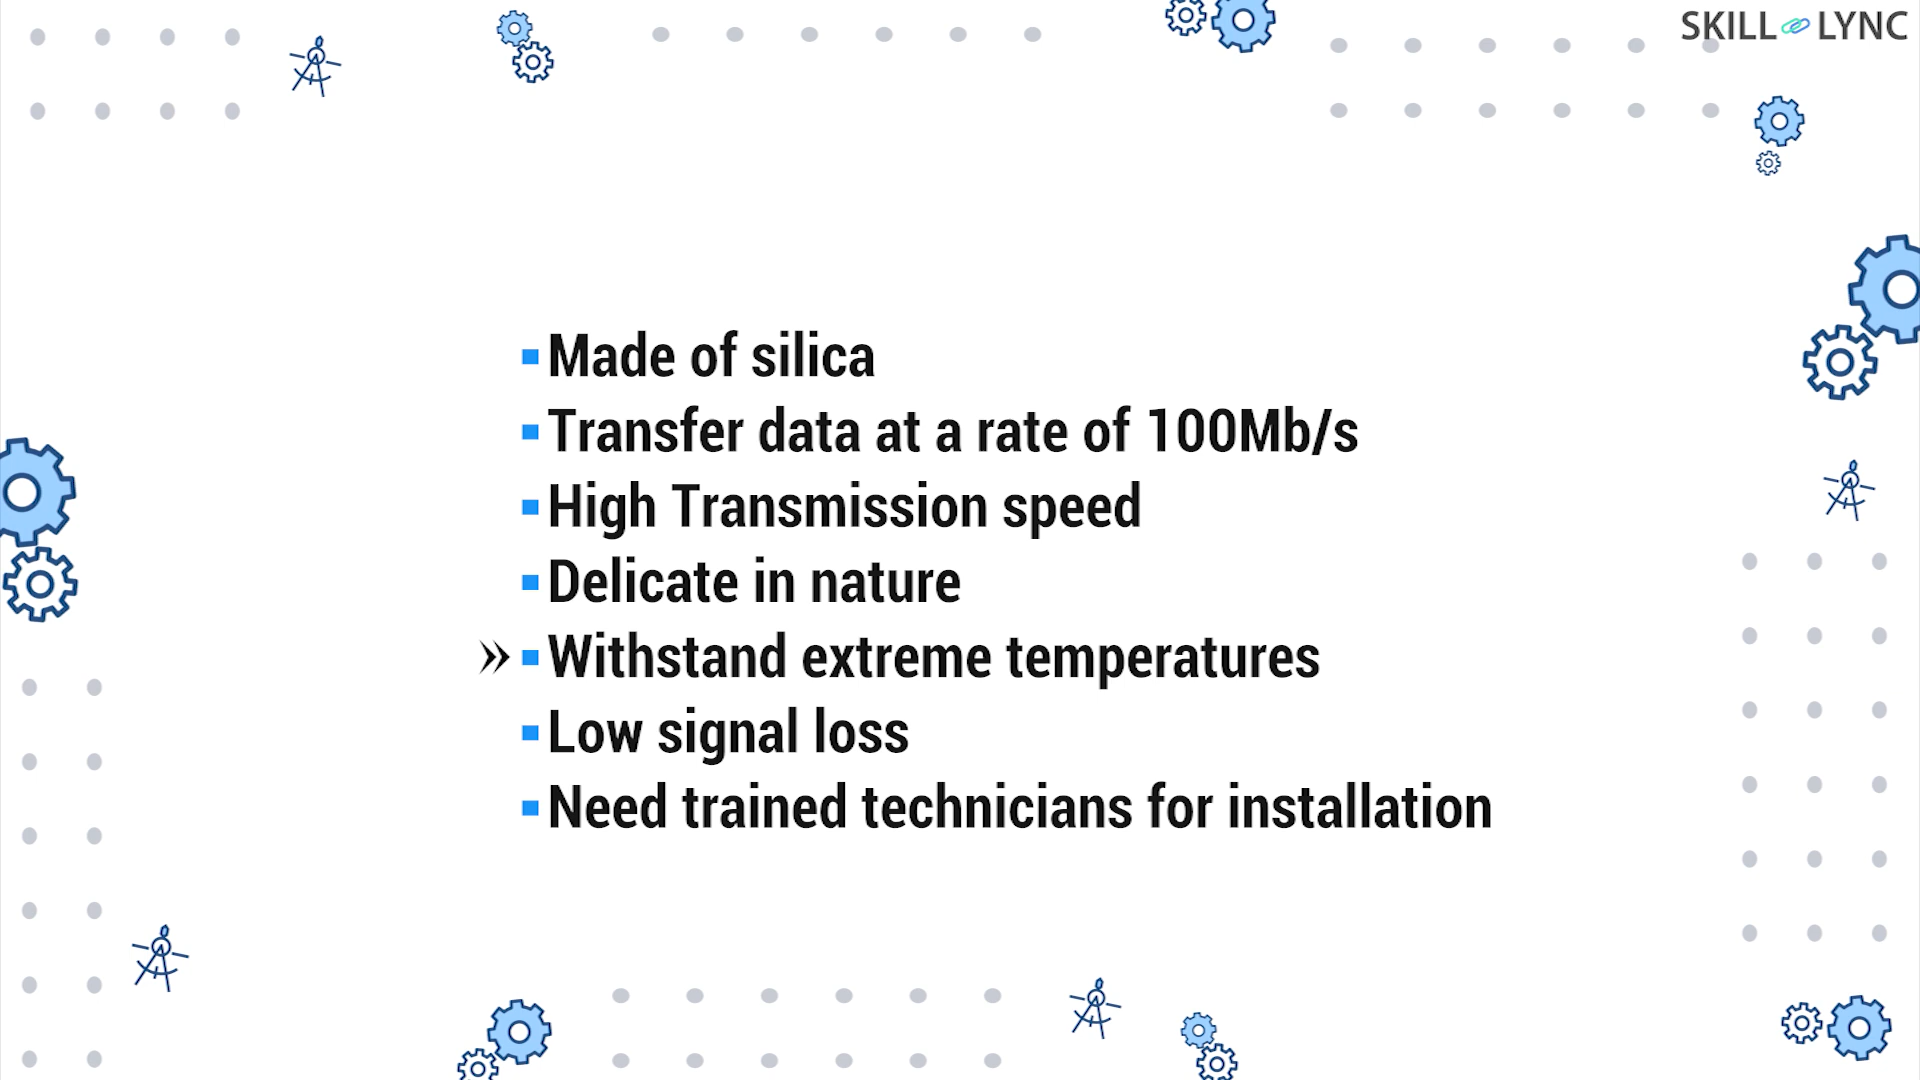 SKILL LYNC
Made of silica
Transfer data at a rate of 100Mb/s
High Transmission speed
Delicate in nature
» Withstand extreme temperatures
Low signal loss
Need trained technicians for installation